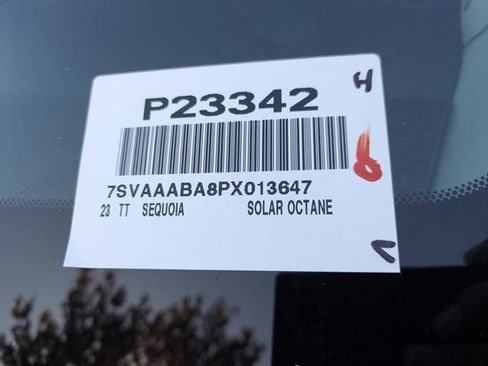 P23342
H
7SVAAABA8PX013647
23 TT SEQUOIA SOLAR OCTANE